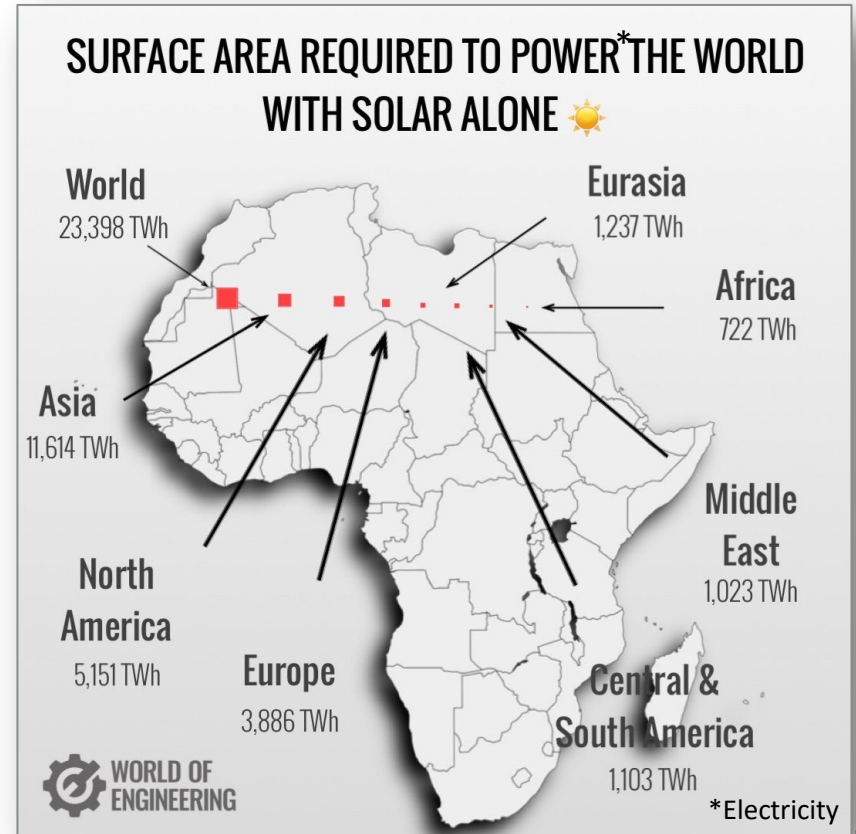 SURFACE AREA REQUIRED TO POWER*THE WORLD
WITH SOLAR ALONE ☀️
World
23,398 TWh
Eurasia
1,237 TWh
Africa
722 TWh
Asia
11,614 TWh
Middle
East
1,023 TWh
North
America
5,151 TWh
Europe
3,886 TWh
Central &
South America
1,103 TWh
WORLD OF
ENGINEERING
*Electricity